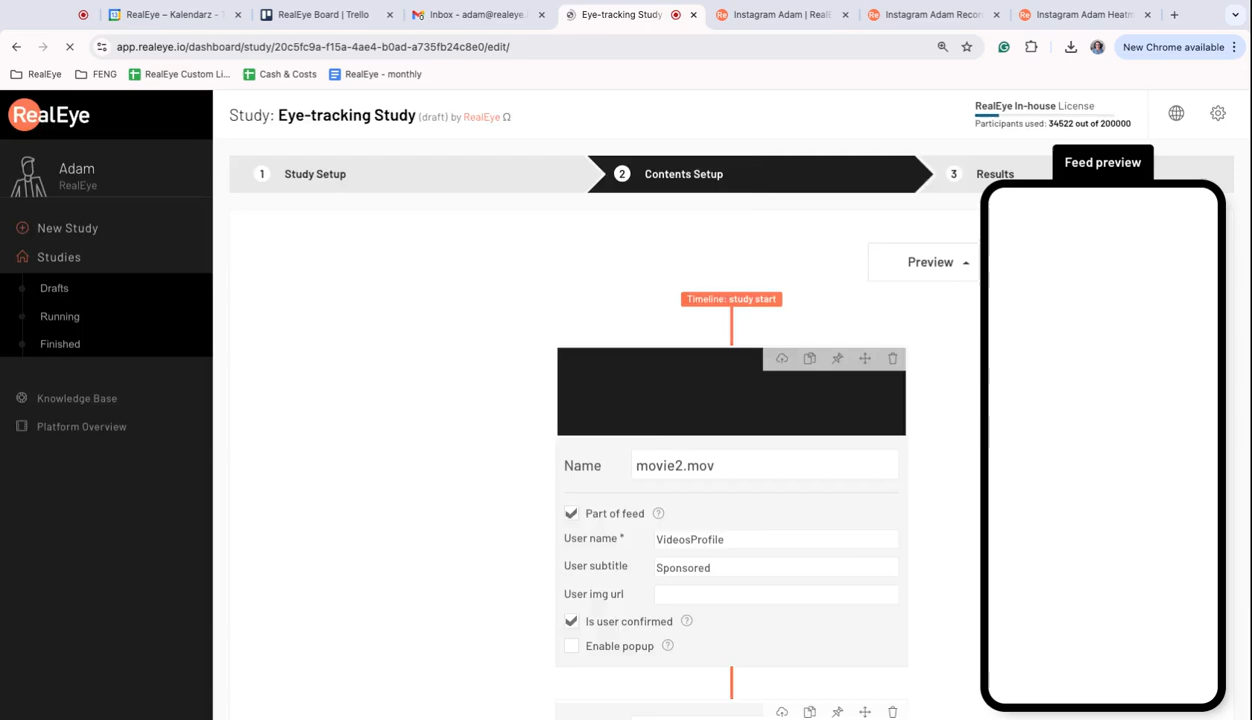 RealEye – Kalendarz - T
RealEye Board | Trello
Inbox - adam@realeye.i
Eye-tracking Study
Instagram Adam | RealE
Instagram Adam Recor
Instagram Adam Heatm
app.realeye.io/dashboard/study/20c5fc9a-f15a-4ae4-b0ad-a735fb24c8e0/edit/
New Chrome available
RealEye
FENG
RealEye Custom Li...
Cash & Costs
RealEye - monthly
RealEye
Study: Eye-tracking Study (draft) by RealEye Ω
RealEye In-house License
Participants used: 34522 out of 200000
Adam
RealEye
New Study
Studies
Drafts
Running
Finished
Knowledge Base
Platform Overview
1 Study Setup
2 Contents Setup
3 Results
Feed preview
Preview
Timeline: study start
Name movie2.mov
Part of feed ?
User name * VideosProfile
User subtitle Sponsored
User img url
Is user confirmed ?
Enable popup ?